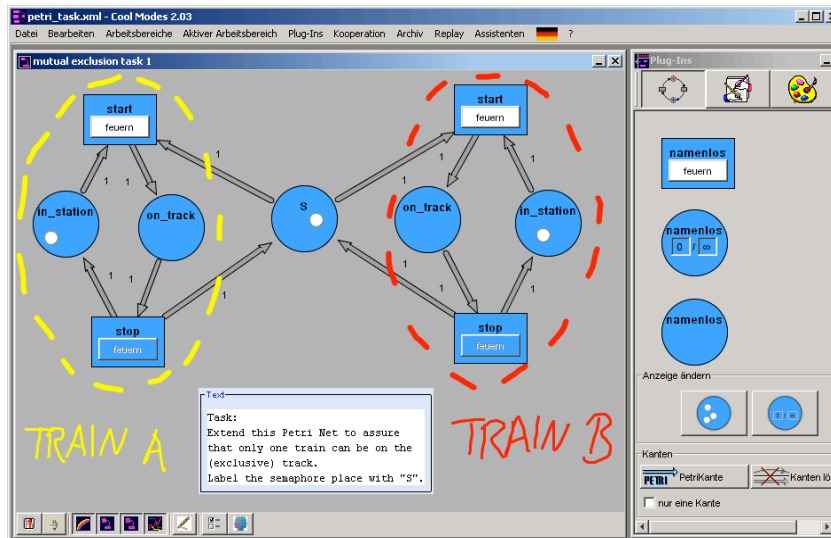 petri_task.xml - Cool Modes 2.03
Datei Bearbeiten Arbeitsbereiche Aktiver Arbeitsbereich Plug-Ins Kooperation Archiv Replay Assistenten ?
mutual exclusion task 1
start
feuern
in_station
on_track
stop
feuern
1
1
1
1
1
1
S
start
feuern
on_track
in_station
stop
feuern
1
1
1
1
1
1
TRAIN A
TRAIN B
Text
Task:
Extend this Petri Net to assure
that only one train can be on the
(exclusive) track.
Label the semaphore place with "S".
Plug-Ins
namenlos
feuern
namenlos
0 / ∞
namenlos
Anzeige ändern
Kanten
PETRI PetriKante
Kanten lö
nur eine Kante